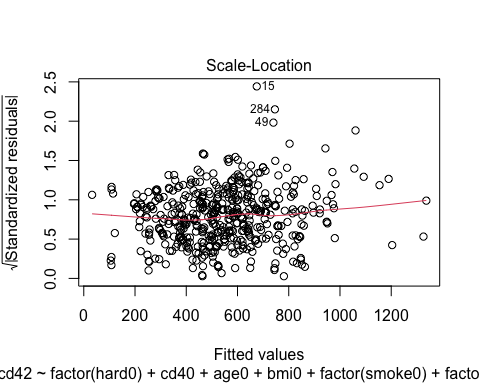 Scale-Location
√|Standardized residuals|
2.5
2.0
1.5
1.0
0.5
0.0
15
284
49
0 200 400 600 800 1000 1200
Fitted values
cd42 ~ factor(hard0) + cd40 + age0 + bmi0 + factor(smoke0) + facto